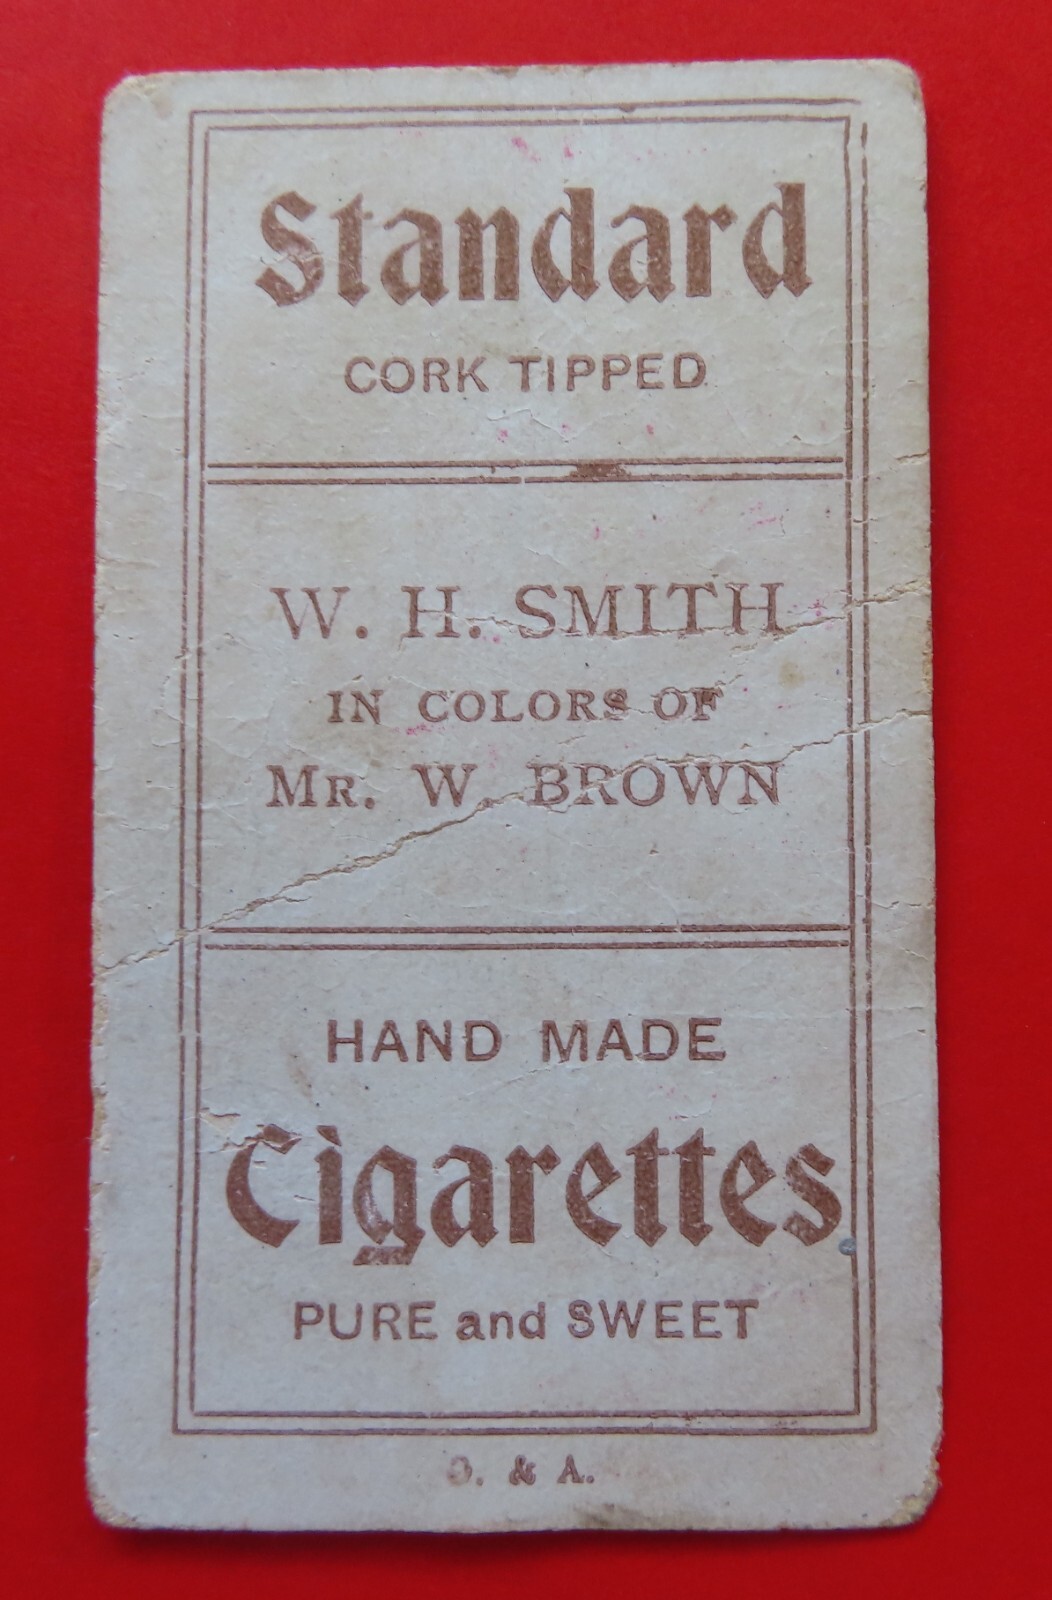 Standard
CORK TIPPED
W. H. SMITH
IN COLORS OF
MR. W. BROWN
HAND MADE
Cigarettes
PURE and SWEET
& A.